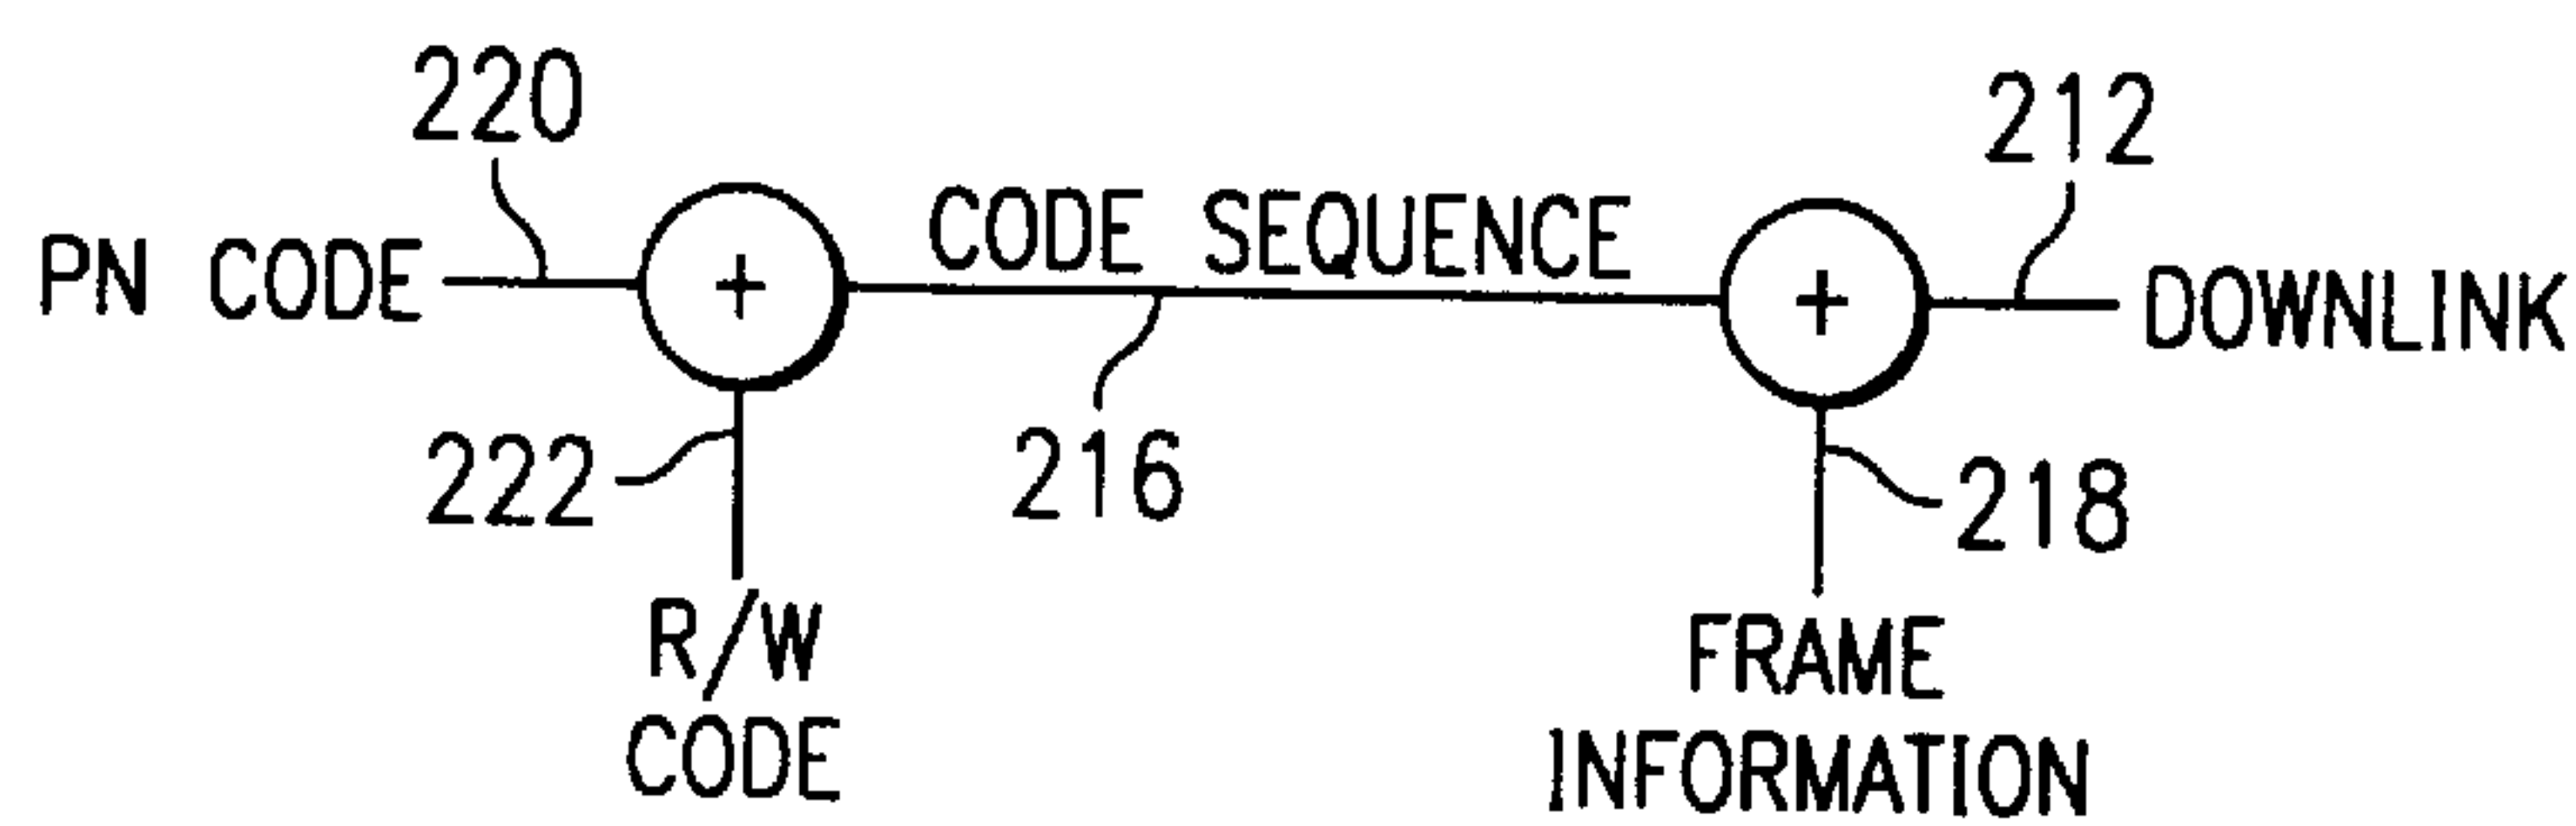 220
212
PN CODE
+
CODE SEQUENCE
+
DOWNLINK
222
216
218
R/W
CODE
FRAME
INFORMATION